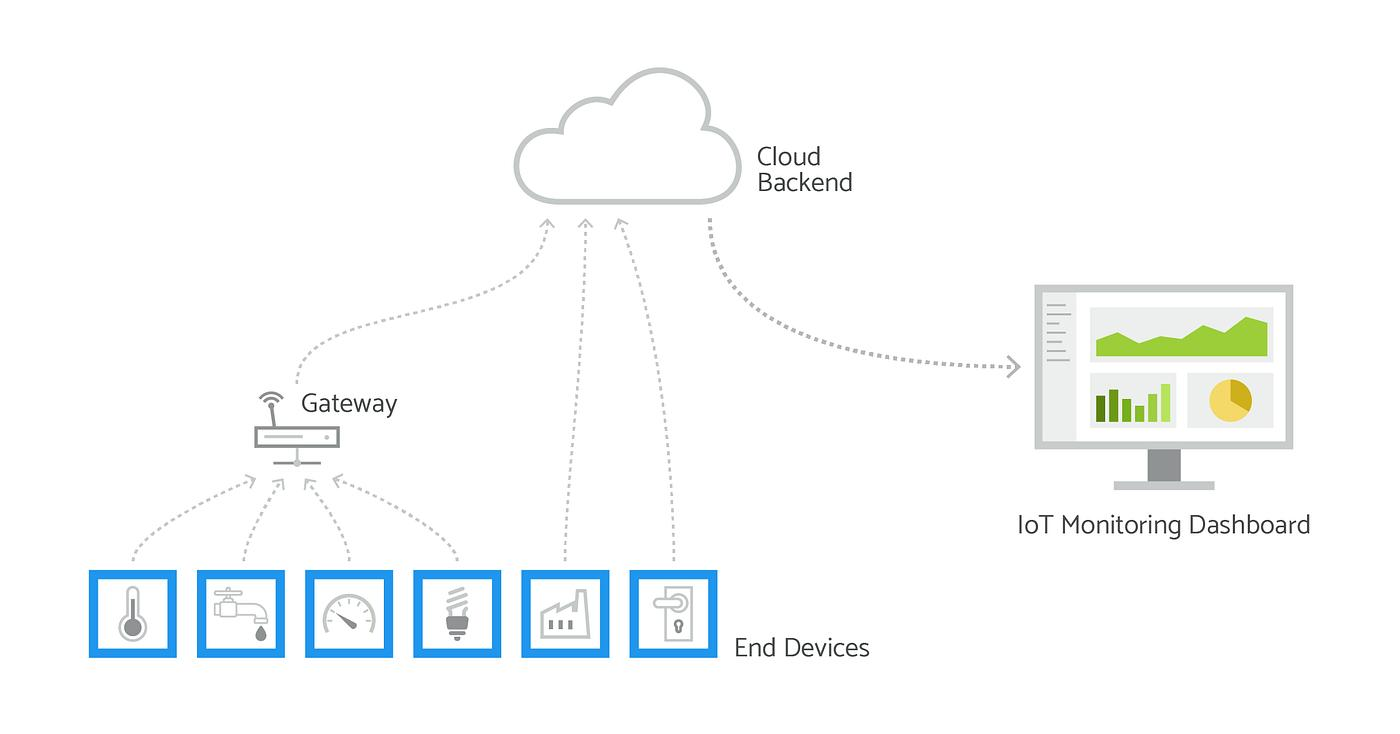 Cloud
Backend
Gateway
IoT Monitoring Dashboard
End Devices